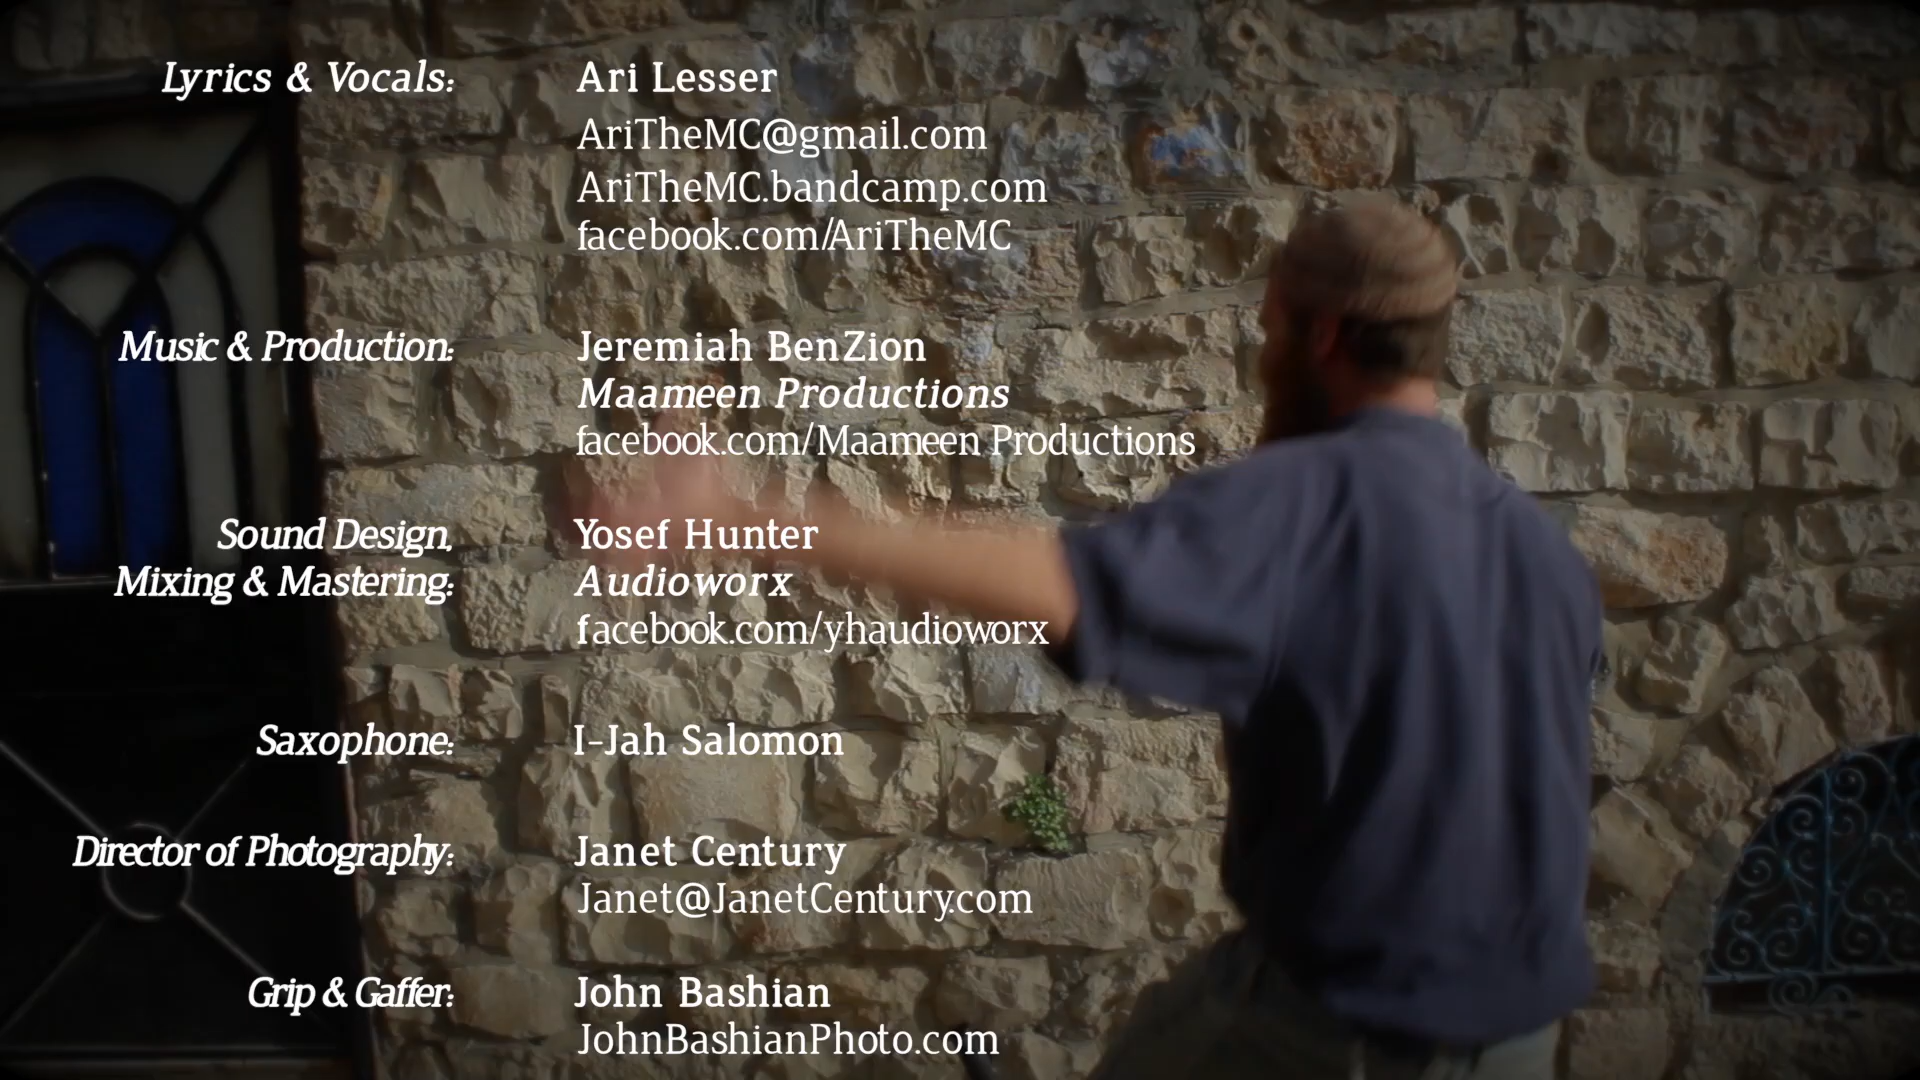 Lyrics & Vocals: Ari Lesser
AriTheMC@gmail.com
AriTheMC.bandcamp.com
facebook.com/AriTheMC
Music & Production: Jeremiah BenZion
Maameen Productions
facebook.com/Maameen Productions
Sound Design, Yosef Hunter
Mixing & Mastering: Audioworx
facebook.com/yhaudioworx
Saxophone: I-Jah Salomon
Director of Photography: Janet Century
Janet@JanetCentury.com
Grip & Gaffer: John Bashian
JohnBashianPhoto.com